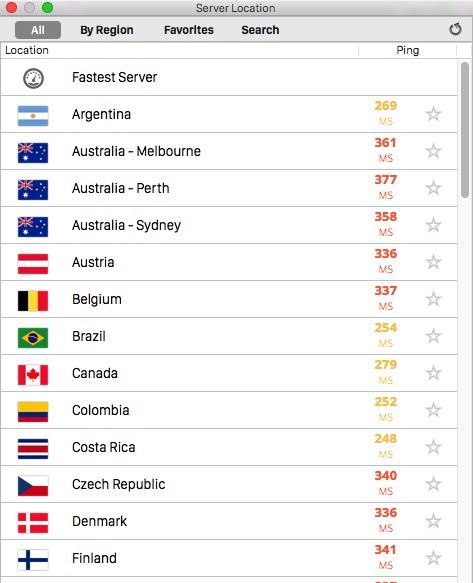 Server Location
All By Region Favorites Search
Location Ping
Fastest Server
Argentina 269 MS
Australia - Melbourne 361 MS
Australia - Perth 377 MS
Australia - Sydney 358 MS
Austria 336 MS
Belgium 337 MS
Brazil 254 MS
Canada 279 MS
Colombia 252 MS
Costa Rica 248 MS
Czech Republic 340 MS
Denmark 336 MS
Finland 341 MS